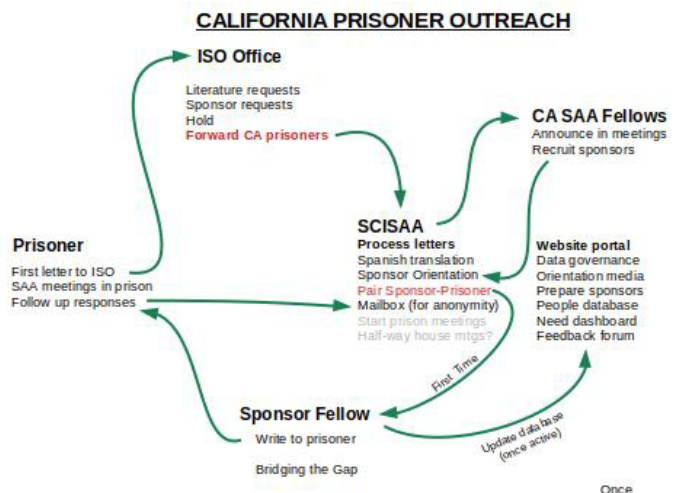 CALIFORNIA PRISONER OUTREACH
ISO Office
Literature requests
Sponsor requests
Hold
Forward CA prisoners
CA SAA Fellows
Announce in meetings
Recruit sponsors
Prisoner
First letter to ISO
SAA meetings in prison
Follow up responses
SCISAA
Process letters
Spanish translation
Sponsor Orientation
Pair Sponsor-Prisoner
Mailbox (for anonymity)
Start prison meetings
Half-way house mtgs?
Website portal
Data governance
Orientation media
Prepare sponsors
People database
Need dashboard
Feedback forum
First Time
Sponsor Fellow
Write to prisoner
Bridging the Gap
Update database
(once active)
Once